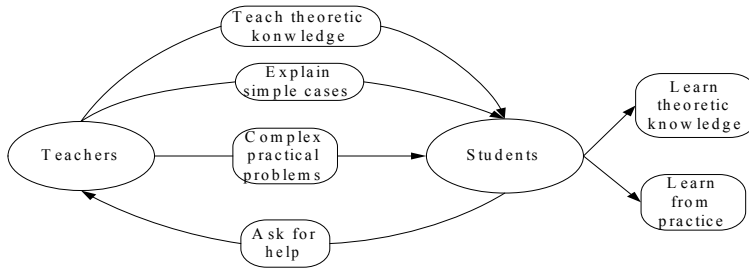 Teach theoretic
konwledge
Explain
simple cases
Teachers
Complex
practical
problems
Students
Ask for
help
Learn
theoretic
knowledge
Learn
from
practice